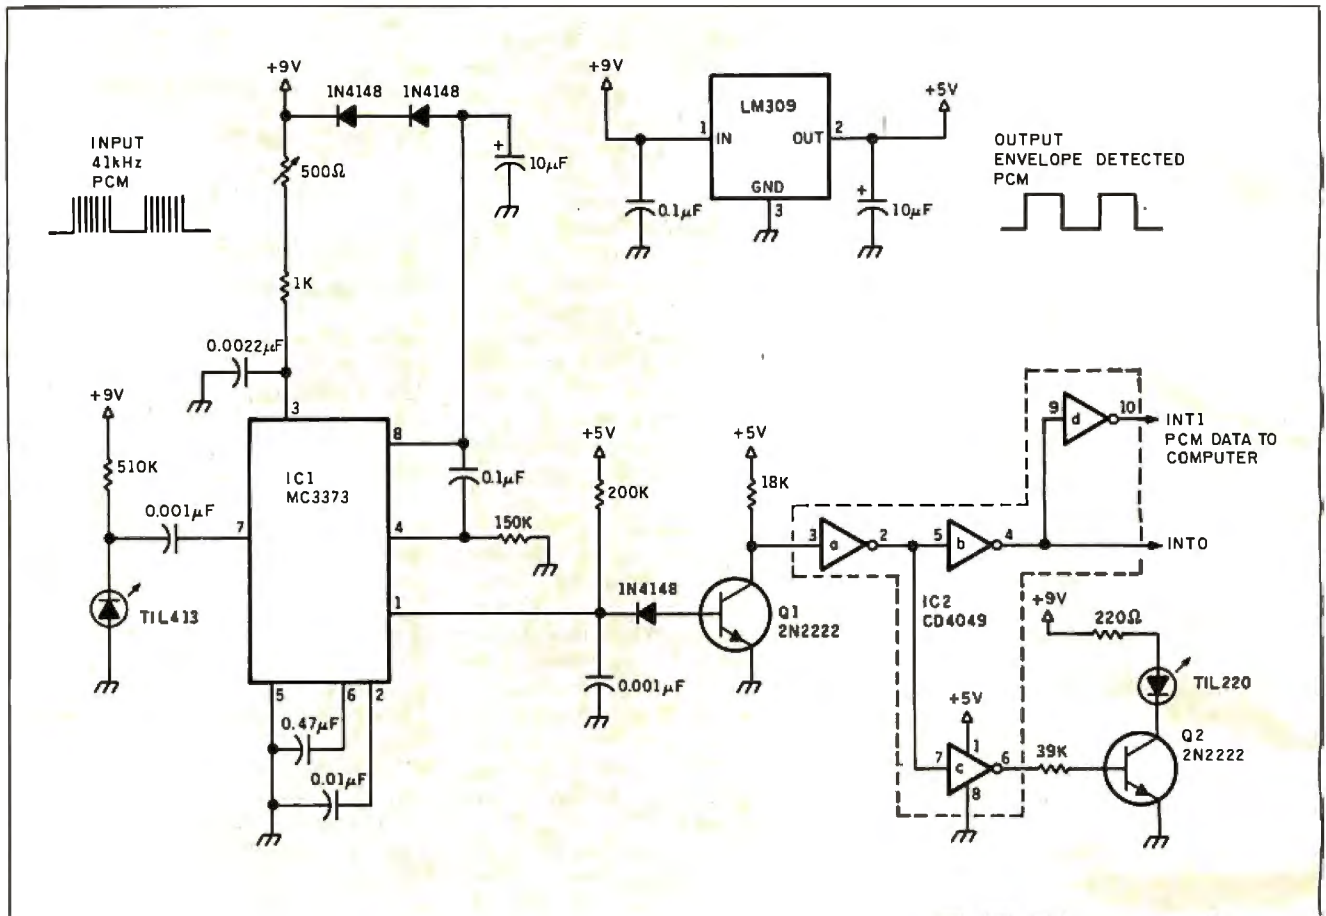 +9V
1N4148
1N4148
INPUT
41kHz
PCM
500Ω
+
10µF
1K
0.0022µF
+9V
3
510K
0.001µF
7
IC1
MC3373
8
0.1µF
4
150K
1
TIL413
5
6
2
0.47µF
0.01µF
+9V
1
IN
LM309
OUT
2
GND
3
+5V
0.1µF
+
10µF
OUTPUT
ENVELOPE DETECTED
PCM
+5V
200K
1N4148
0.001µF
+5V
18K
Q1
2N2222
3
a
2
5
b
4
9
d
10
INT1
PCM DATA TO
COMPUTER
INT0
IC2
CD4049
+5V
1
7
c
6
8
39K
+9V
220Ω
TIL220
Q2
2N2222